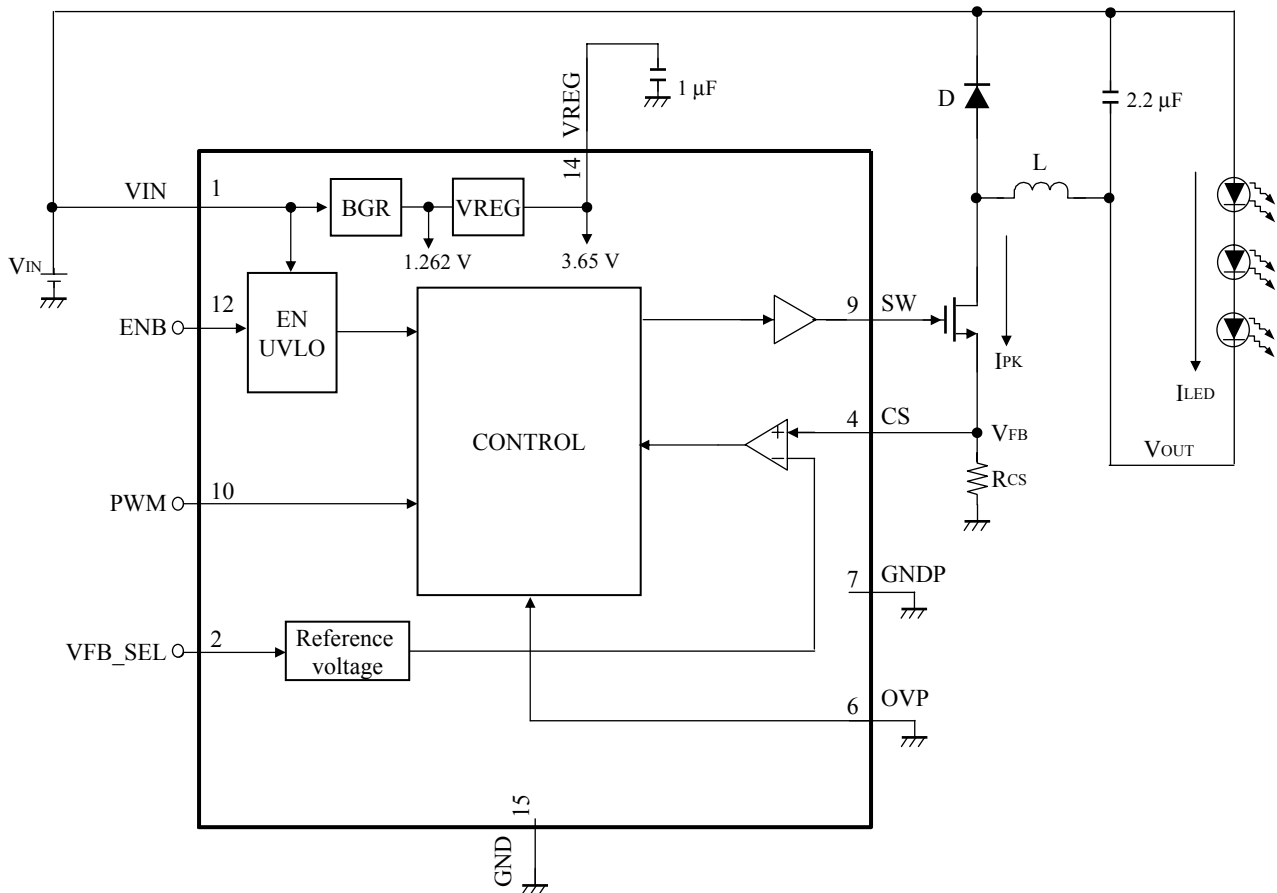 VREG
1 μF
D
2.2 μF
14
L
VIN
1
BGR
VREG
1.262 V
3.65 V
VIN
12
ENB
EN
UVLO
9
SW
IPK
ILED
CONTROL
4
CS
VFB
VOUT
RCS
PWM
10
7
GNDP
VFB_SEL
2
Reference
voltage
6
OVP
15
GND